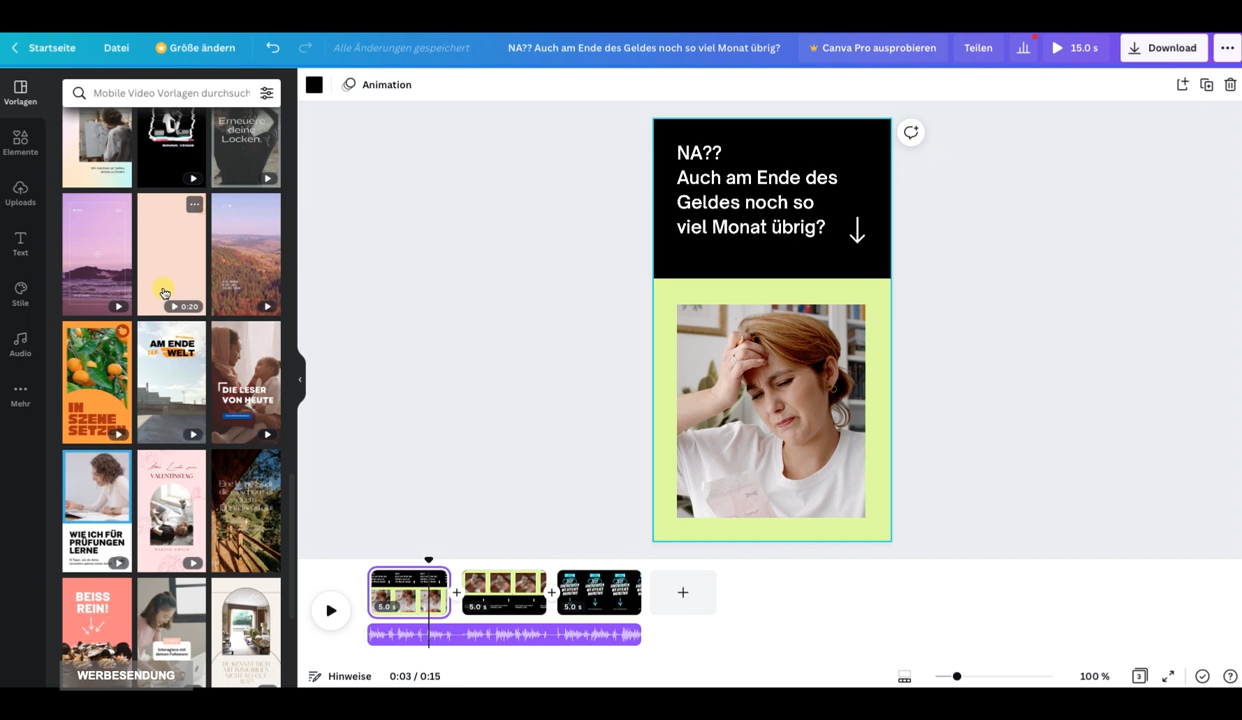 Startseite
Datei
Größe ändern
Alle Änderungen gespeichert
NA?? Auch am Ende des Geldes noch so viel Monat übrig?
Canva Pro ausprobieren
Teilen
15.0 s
Download
Vorlagen
Elemente
Uploads
Text
Stile
Audio
Mehr
Mobile Video Vorlagen durchsuch
Animation
Erneuere
deine
Locken.
0:20
IN
SZENE
SETZEN
AM ENDE
DER WELT
DIE LESER
VON HEUTE
WIE ICH FÜR
PRÜFUNGEN
LERNE
VALENTINSTAG
BEISS
REIN!
WERBESENDUNG
NA??
Auch am Ende des
Geldes noch so
viel Monat übrig?
5.0 s
5.0 s
5.0 s
Hinweise
0:03 / 0:15
100 %
3